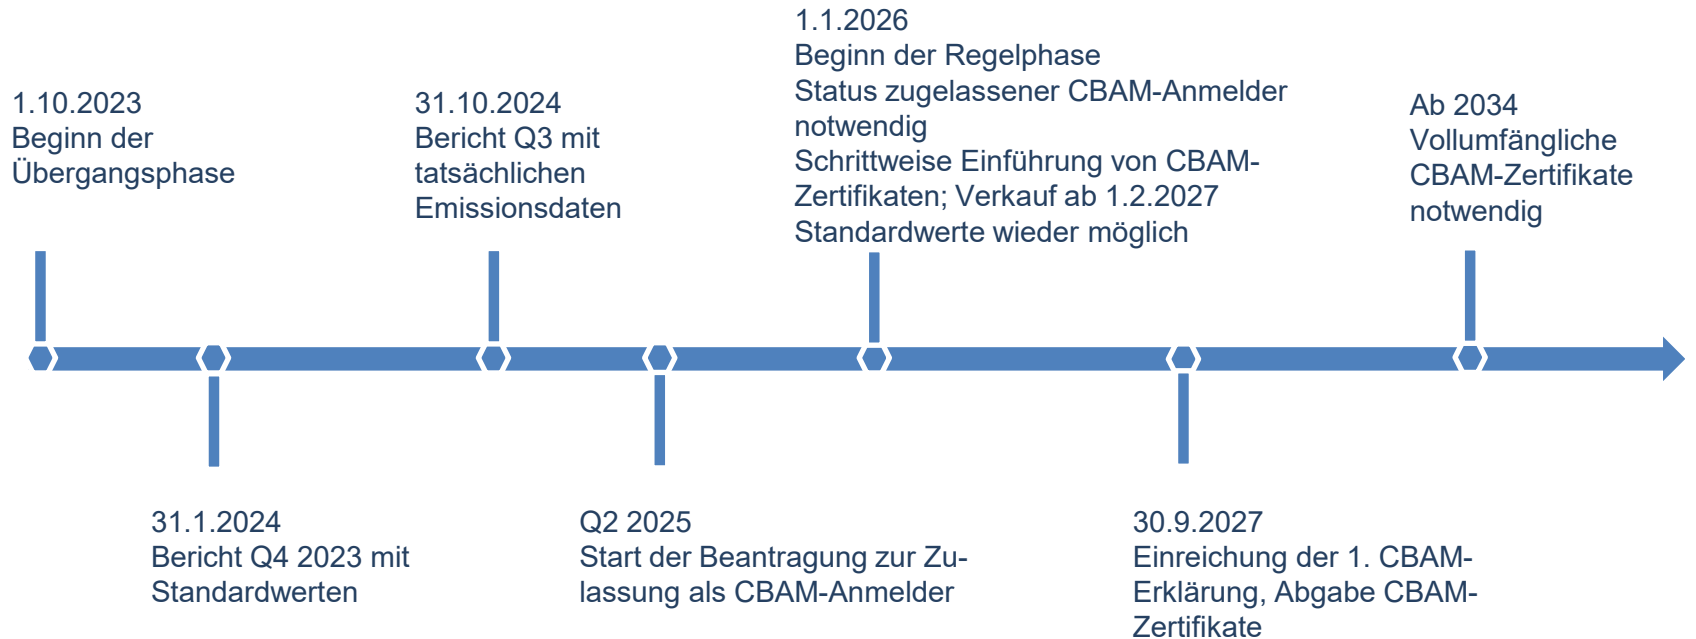 1.10.2023
Beginn der
Übergangsphase
31.1.2024
Bericht Q4 2023 mit
Standardwerten
31.10.2024
Bericht Q3 mit
tatsächlichen
Emissionsdaten
Q2 2025
Start der Beantragung zur Zu-
lassung als CBAM-Anmelder
1.1.2026
Beginn der Regelphase
Status zugelassener CBAM-Anmelder
notwendig
Schrittweise Einführung von CBAM-
Zertifikaten; Verkauf ab 1.2.2027
Standardwerte wieder möglich
30.9.2027
Einreichung der 1. CBAM-
Erklärung, Abgabe CBAM-
Zertifikate
Ab 2034
Vollumfängliche
CBAM-Zertifikate
notwendig